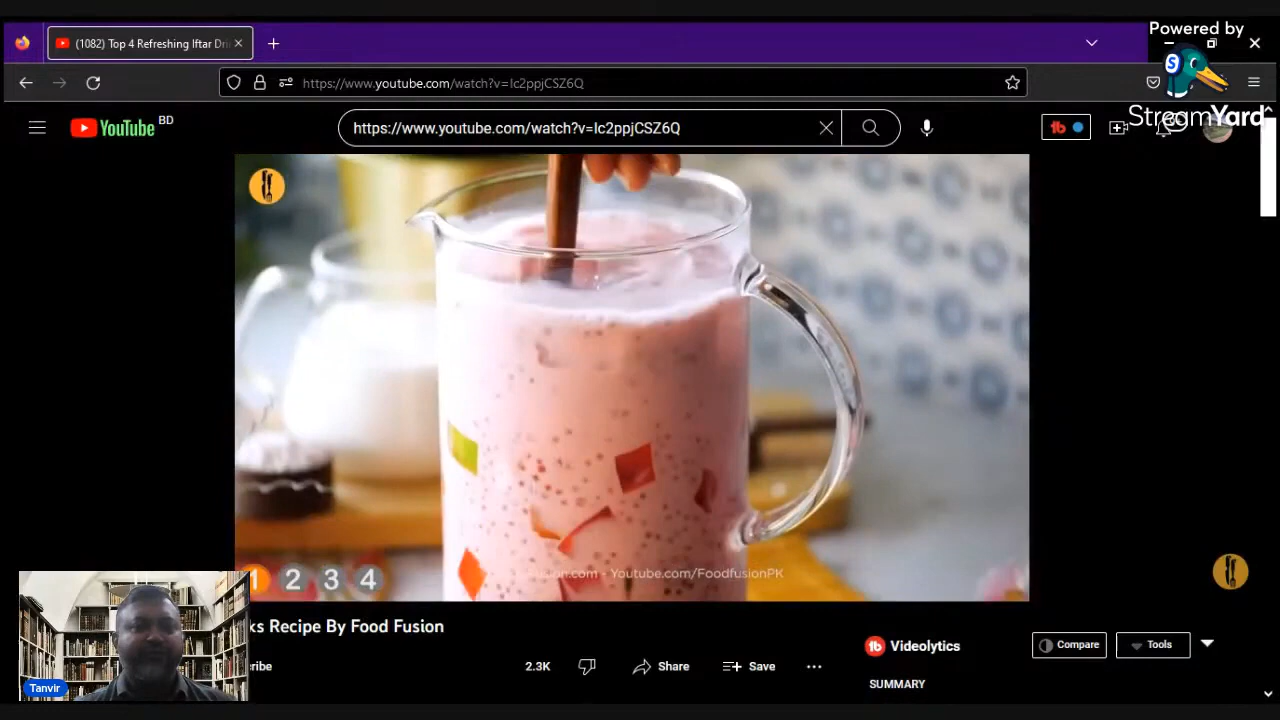 Powered by
(1082) Top 4 Refreshing Iftar Dri
https://www.youtube.com/watch?v=Ic2ppjCSZ6Q
StreamYard
YouTube BD
https://www.youtube.com/watch?v=Ic2ppjCSZ6Q
1 2 3 4
Youtube.com/FoodfusionPK
Recipe By Food Fusion
Videolytics
Compare
Tools
2.3K
Share
Save
SUMMARY
Tanvir